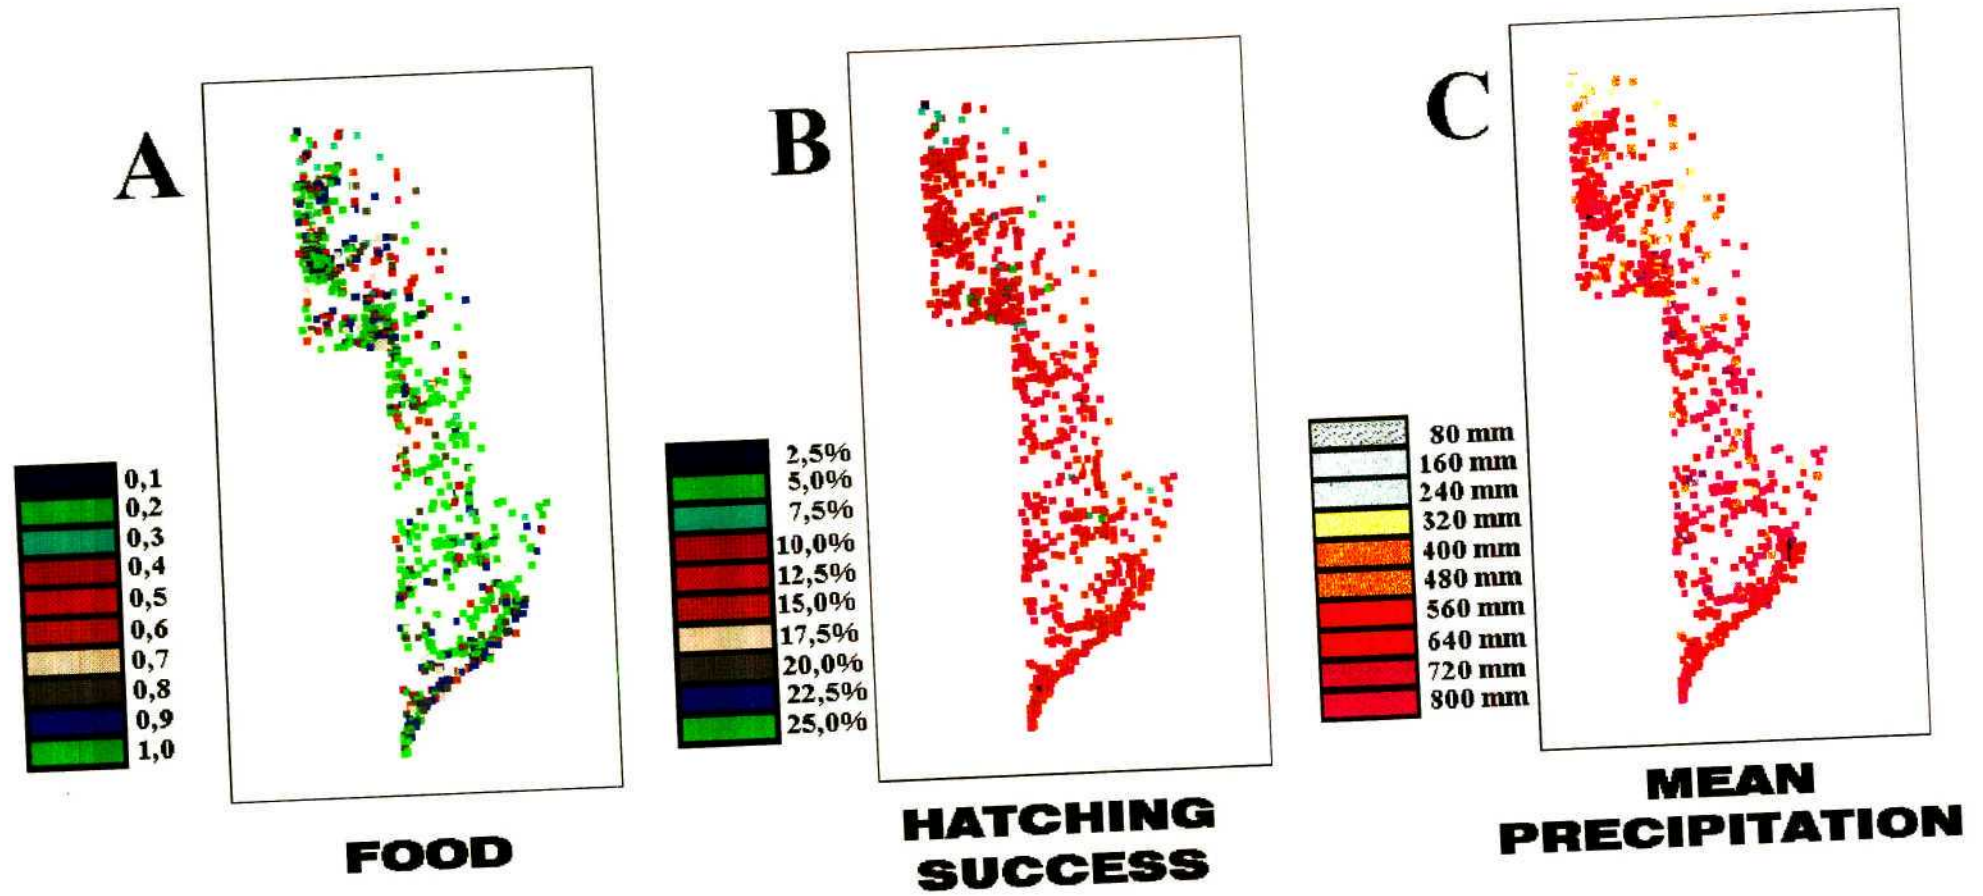 A
B
C
0,1
0,2
0,3
0,4
0,5
0,6
0,7
0,8
0,9
1,0
2,5%
5,0%
7,5%
10,0%
12,5%
15,0%
17,5%
20,0%
22,5%
25,0%
80 mm
160 mm
240 mm
320 mm
400 mm
480 mm
560 mm
640 mm
720 mm
800 mm
FOOD
HATCHING
SUCCESS
MEAN
PRECIPITATION